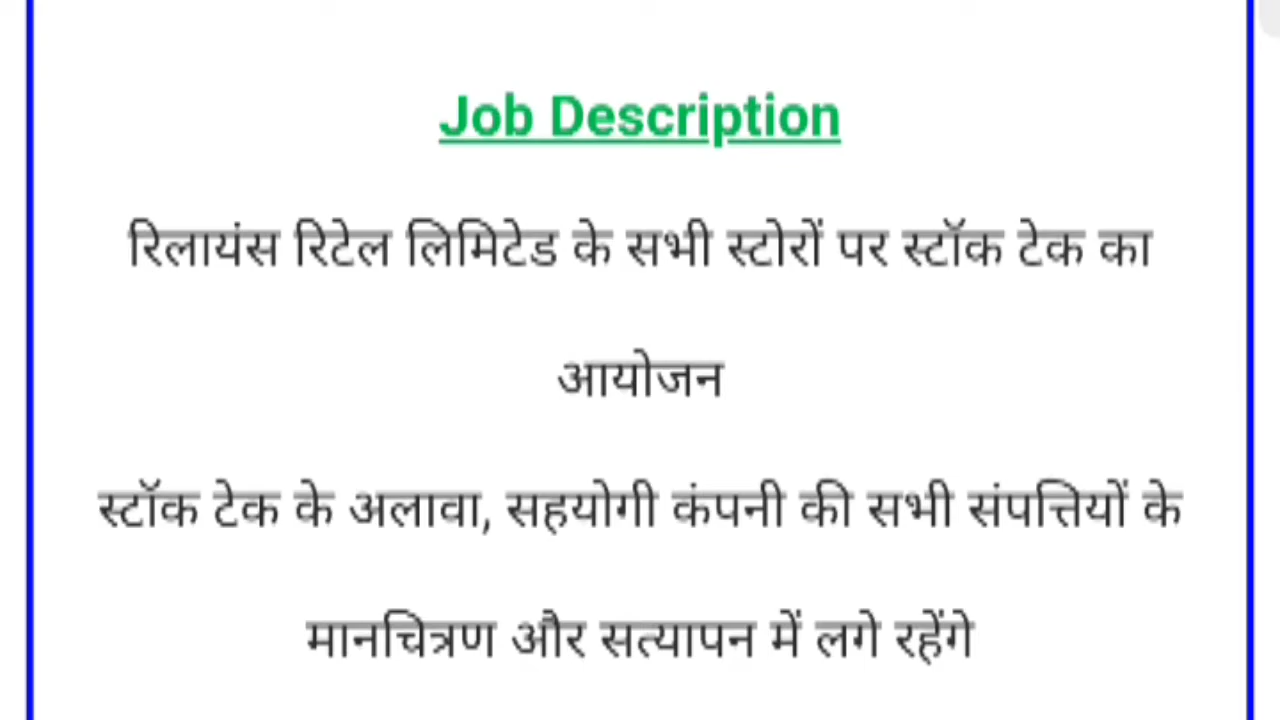 Job Description
रिलायंस रिटेल लिमिटेड के सभी स्टोरों पर स्टॉक टेक का
आयोजन
स्टॉक टेक के अलावा, सहयोगी कंपनी की सभी संपत्तियों के
मानचित्रण और सत्यापन में लगे रहेंगे